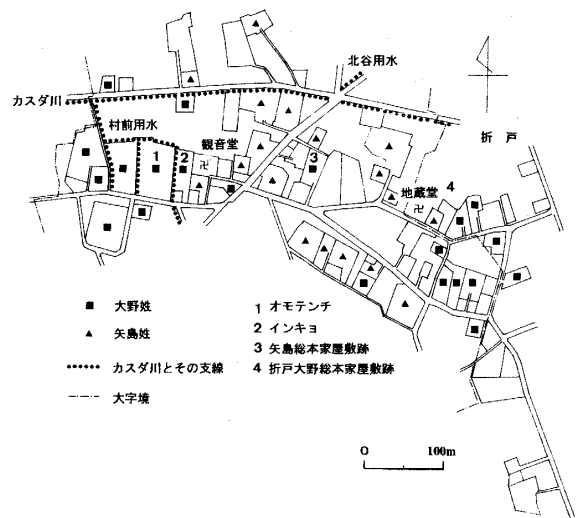 北谷用水
カスダ川
村前用水
観音堂
折戸
1
2
卍
3
地蔵堂
4
卍
■ 大野姓
▲ 矢島姓
カスダ川とその支線
大字境
1 オモテンチ
2 インキョ
3 矢島総本家屋敷跡
4 折戸大野総本家屋敷跡
0 100m